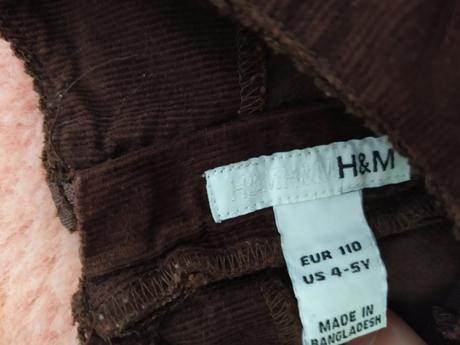 H&M H&M H&M
EUR 110
US 4-5Y
MADE IN
BANGLADESH